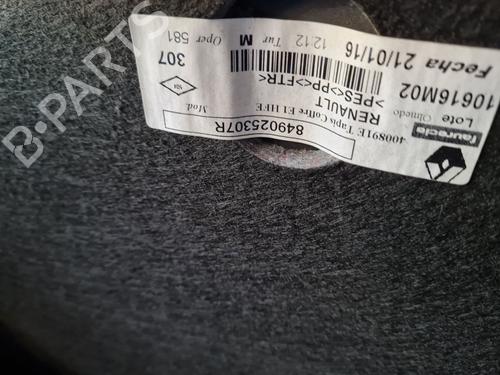 faurecia
Lote Olmedo
10616M02
400891E Tapis Coffre E1 HFE
RENAULT
>PES<>PP<>FTR<
Fecha 21/01/16 12:12 Tur M Oper 581
849025307R
Mod.
307
B-PARTS